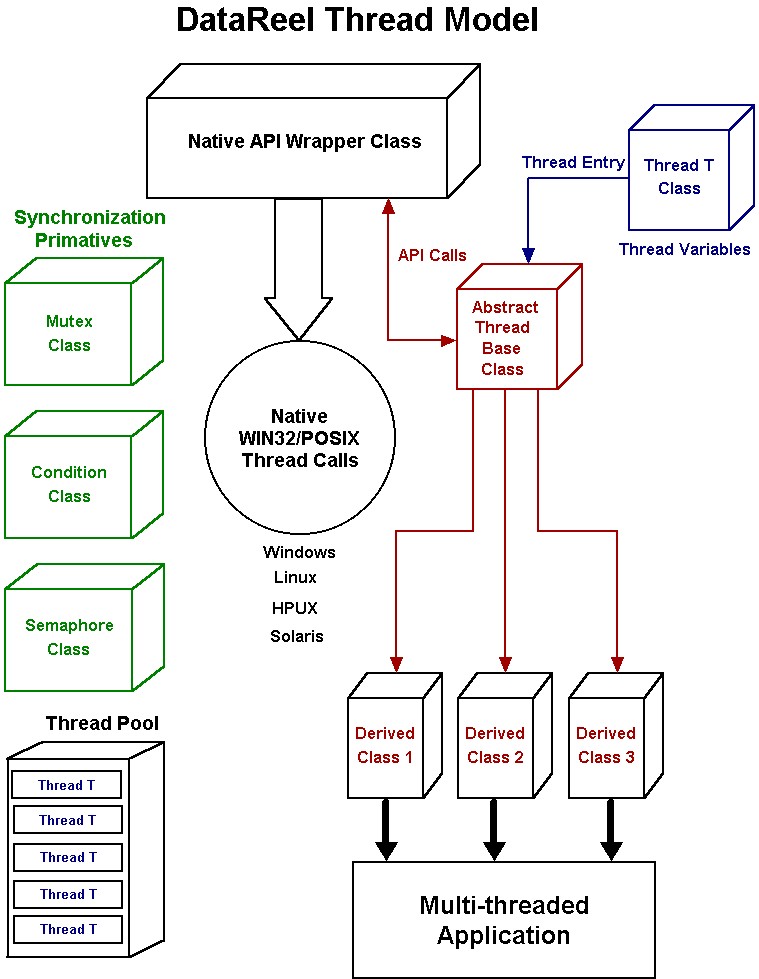 DataReel Thread Model
Native API Wrapper Class
Thread Entry
Thread T
Class
Thread Variables
Synchronization
Primatives
API Calls
Mutex
Class
Abstract
Thread
Base
Class
Native
WIN32/POSIX
Thread Calls
Condition
Class
Windows
Linux
HPUX
Solaris
Semaphore
Class
Thread Pool
Thread T
Thread T
Thread T
Thread T
Thread T
Derived
Class 1
Derived
Class 2
Derived
Class 3
Multi-threaded
Application